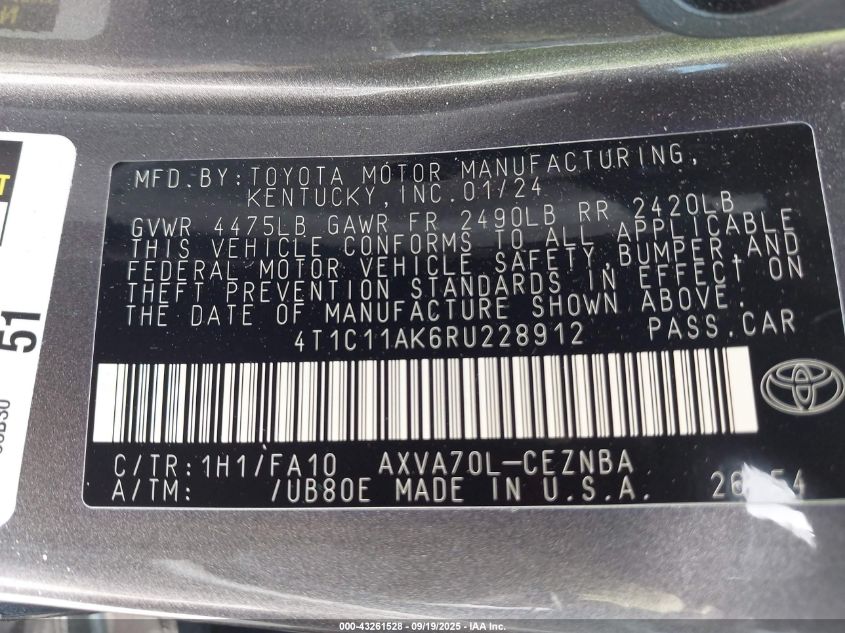 MFD. BY: TOYOTA MOTOR MANUFACTURING,
KENTUCKY, INC. 01/24
GVWR 4475LB GAWR FR 2490LB RR 2420LB
THIS VEHICLE CONFORMS TO ALL APPLICABLE
FEDERAL MOTOR VEHICLE SAFETY, BUMPER, AND
THEFT PREVENTION STANDARDS IN EFFECT ON
THE DATE OF MANUFACTURE SHOWN ABOVE.
4T1C11AK6RU228912 PASS. CAR
C/TR: 1H1/FA10 AXVA70L-CEZNBA
A/TM: /UB80E MADE IN U.S.A.
51
000-43261528 - 09/19/2025 - IAA Inc.